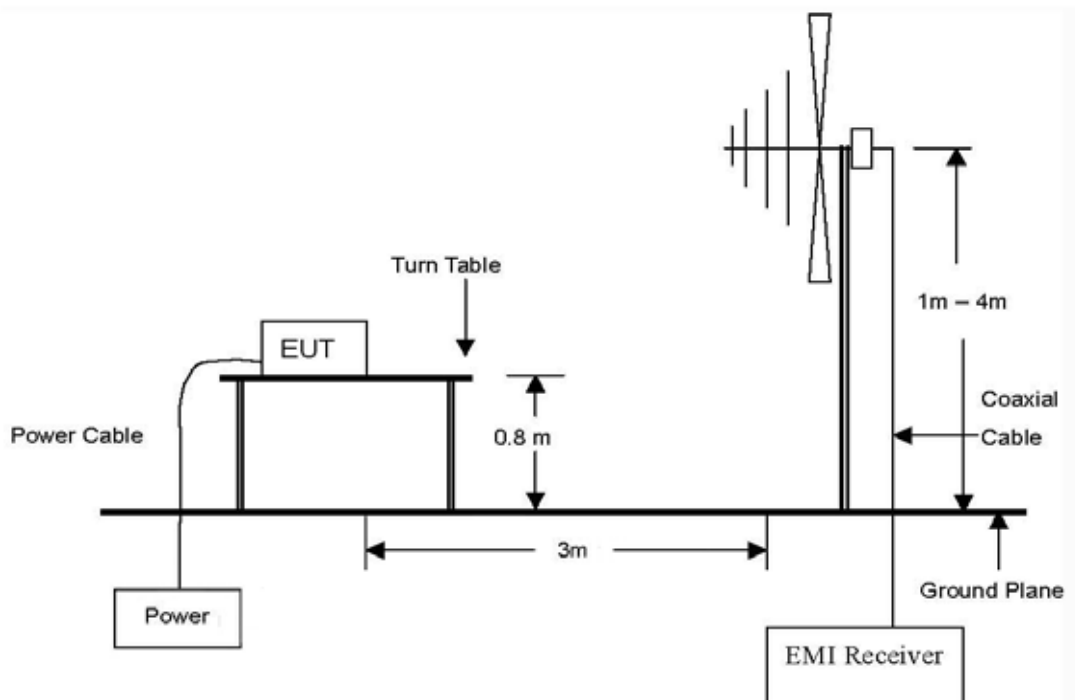 Turn Table
EUT
1m – 4m
Power Cable
0.8 m
Coaxial
Cable
3m
Ground Plane
Power
EMI Receiver